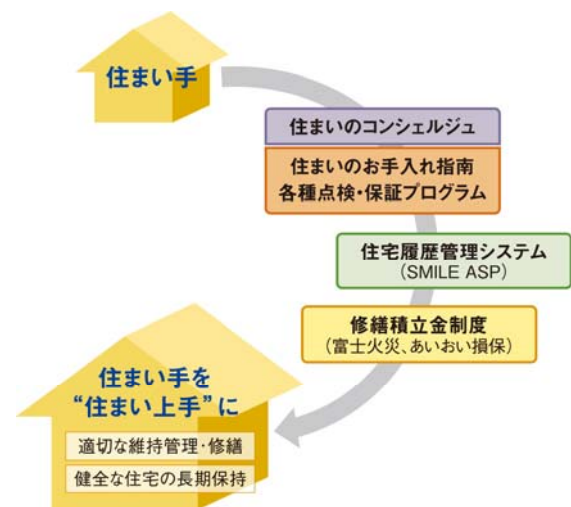 住まい手
住まいのコンシェルジュ
住まいのお手入れ指南
各種点検・保証プログラム
住宅履歴管理システム
（SMILE ASP）
修繕積立金制度
（富士火災、あいおい損保）
住まい手を
“住まい上手”に
適切な維持管理・修繕
健全な住宅の長期保持